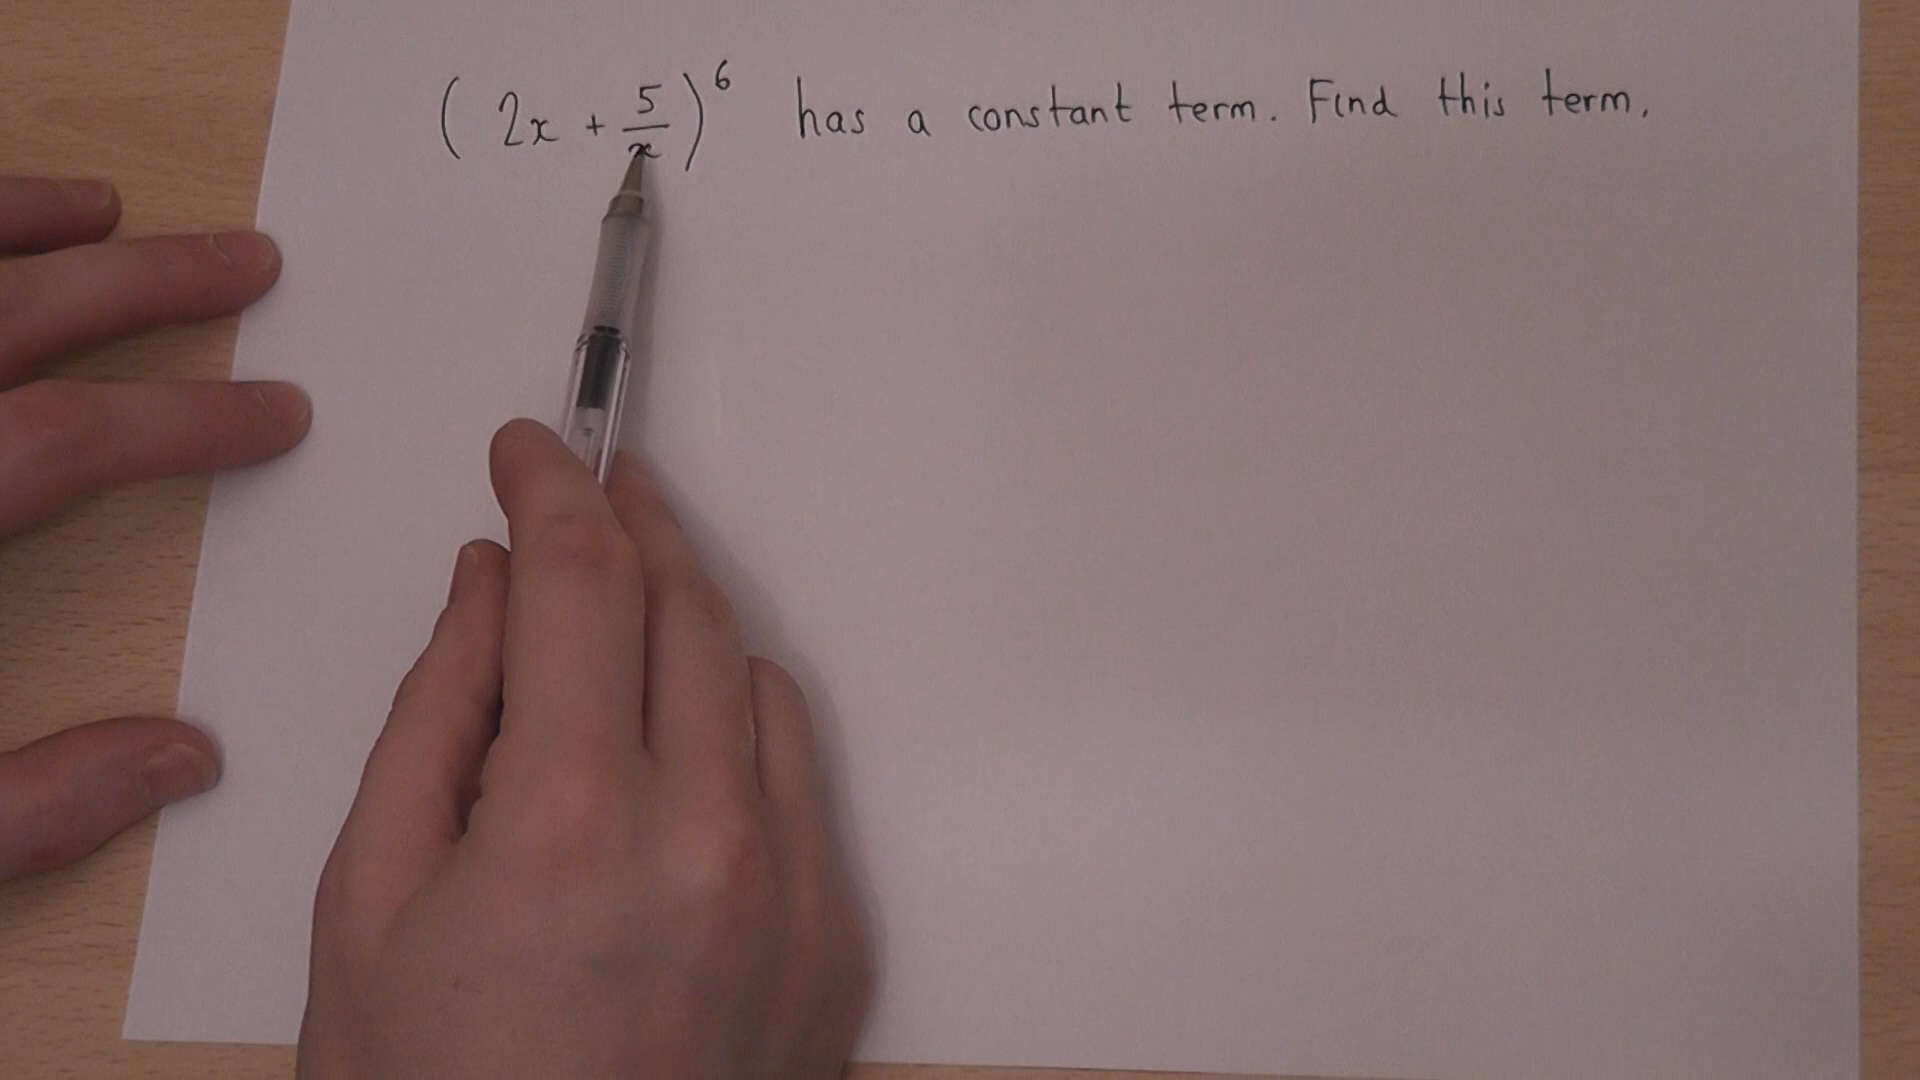 (2x + 5/x)^6 has a constant term. Find this term.